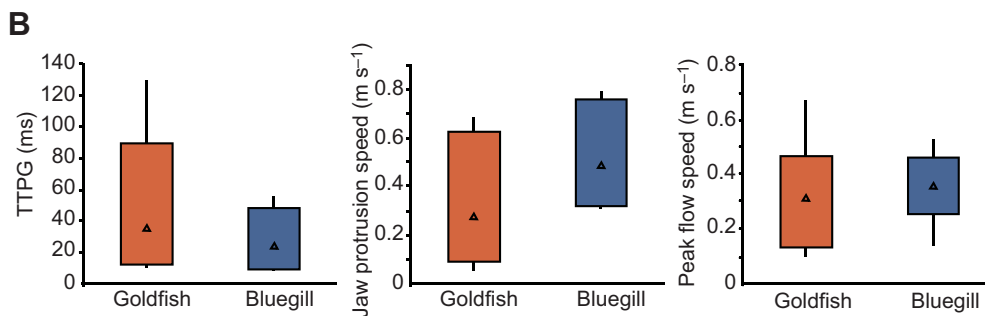 B
TTPG (ms)
140
120
100
80
60
40
20
0
Goldfish
Bluegill
Jaw protrusion speed (m s−1)
0.8
0.6
0.4
0.2
0
Goldfish
Bluegill
Peak flow speed (m s−1)
0.8
0.6
0.4
0.2
0
Goldfish
Bluegill